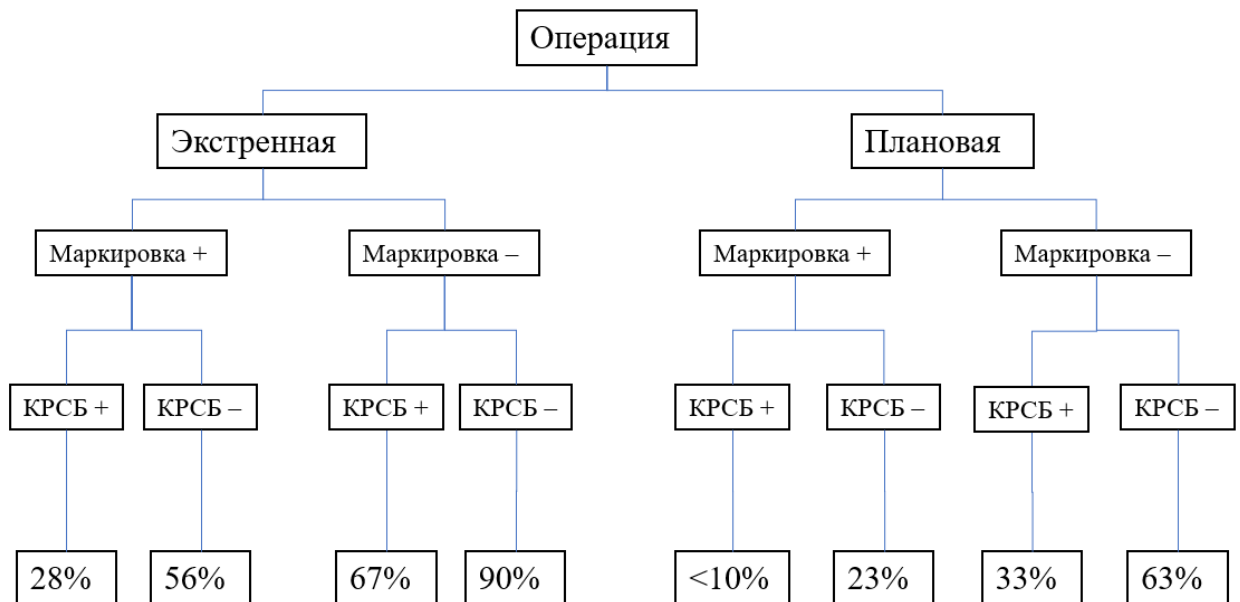 Операция
Экстренная
Плановая
Маркировка +
Маркировка –
Маркировка +
Маркировка –
КРСБ +
КРСБ –
КРСБ +
КРСБ –
КРСБ +
КРСБ –
КРСБ +
КРСБ –
28%
56%
67%
90%
<10%
23%
33%
63%